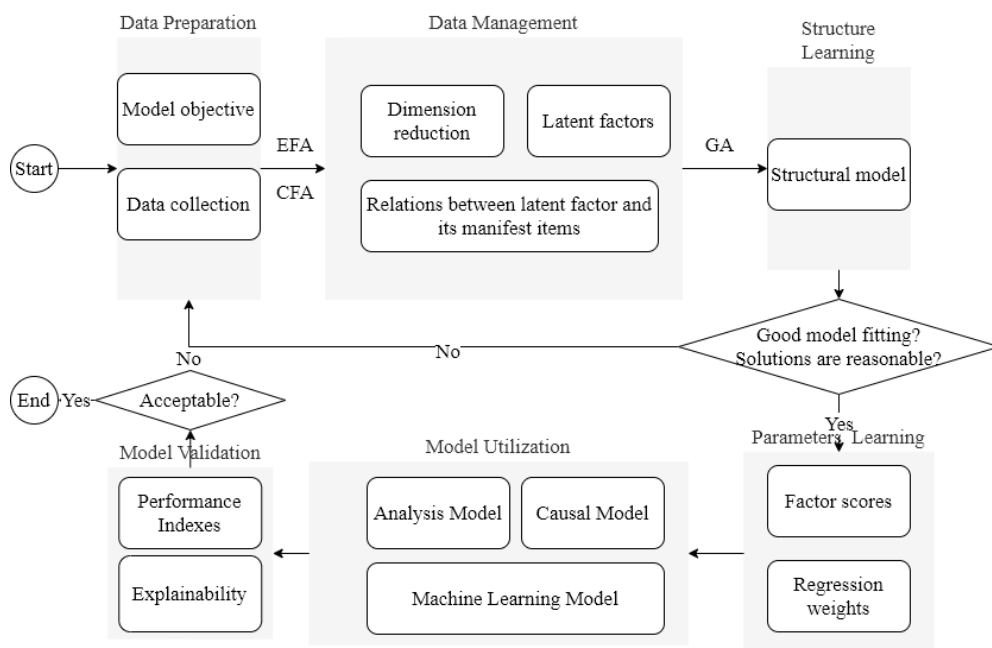 Data Preparation
Data Management
Structure
Learning
Model objective
Dimension
reduction
Latent factors
Start
EFA
GA
Structural model
Data collection
CFA
Relations between latent factor and
its manifest items
Good model fitting?
Solutions are reasonable?
No
No
End
Yes
Acceptable?
Yes
Model Validation
Model Utilization
Parameters Learning
Performance
Indexes
Analysis Model
Causal Model
Factor scores
Explainability
Machine Learning Model
Regression
weights